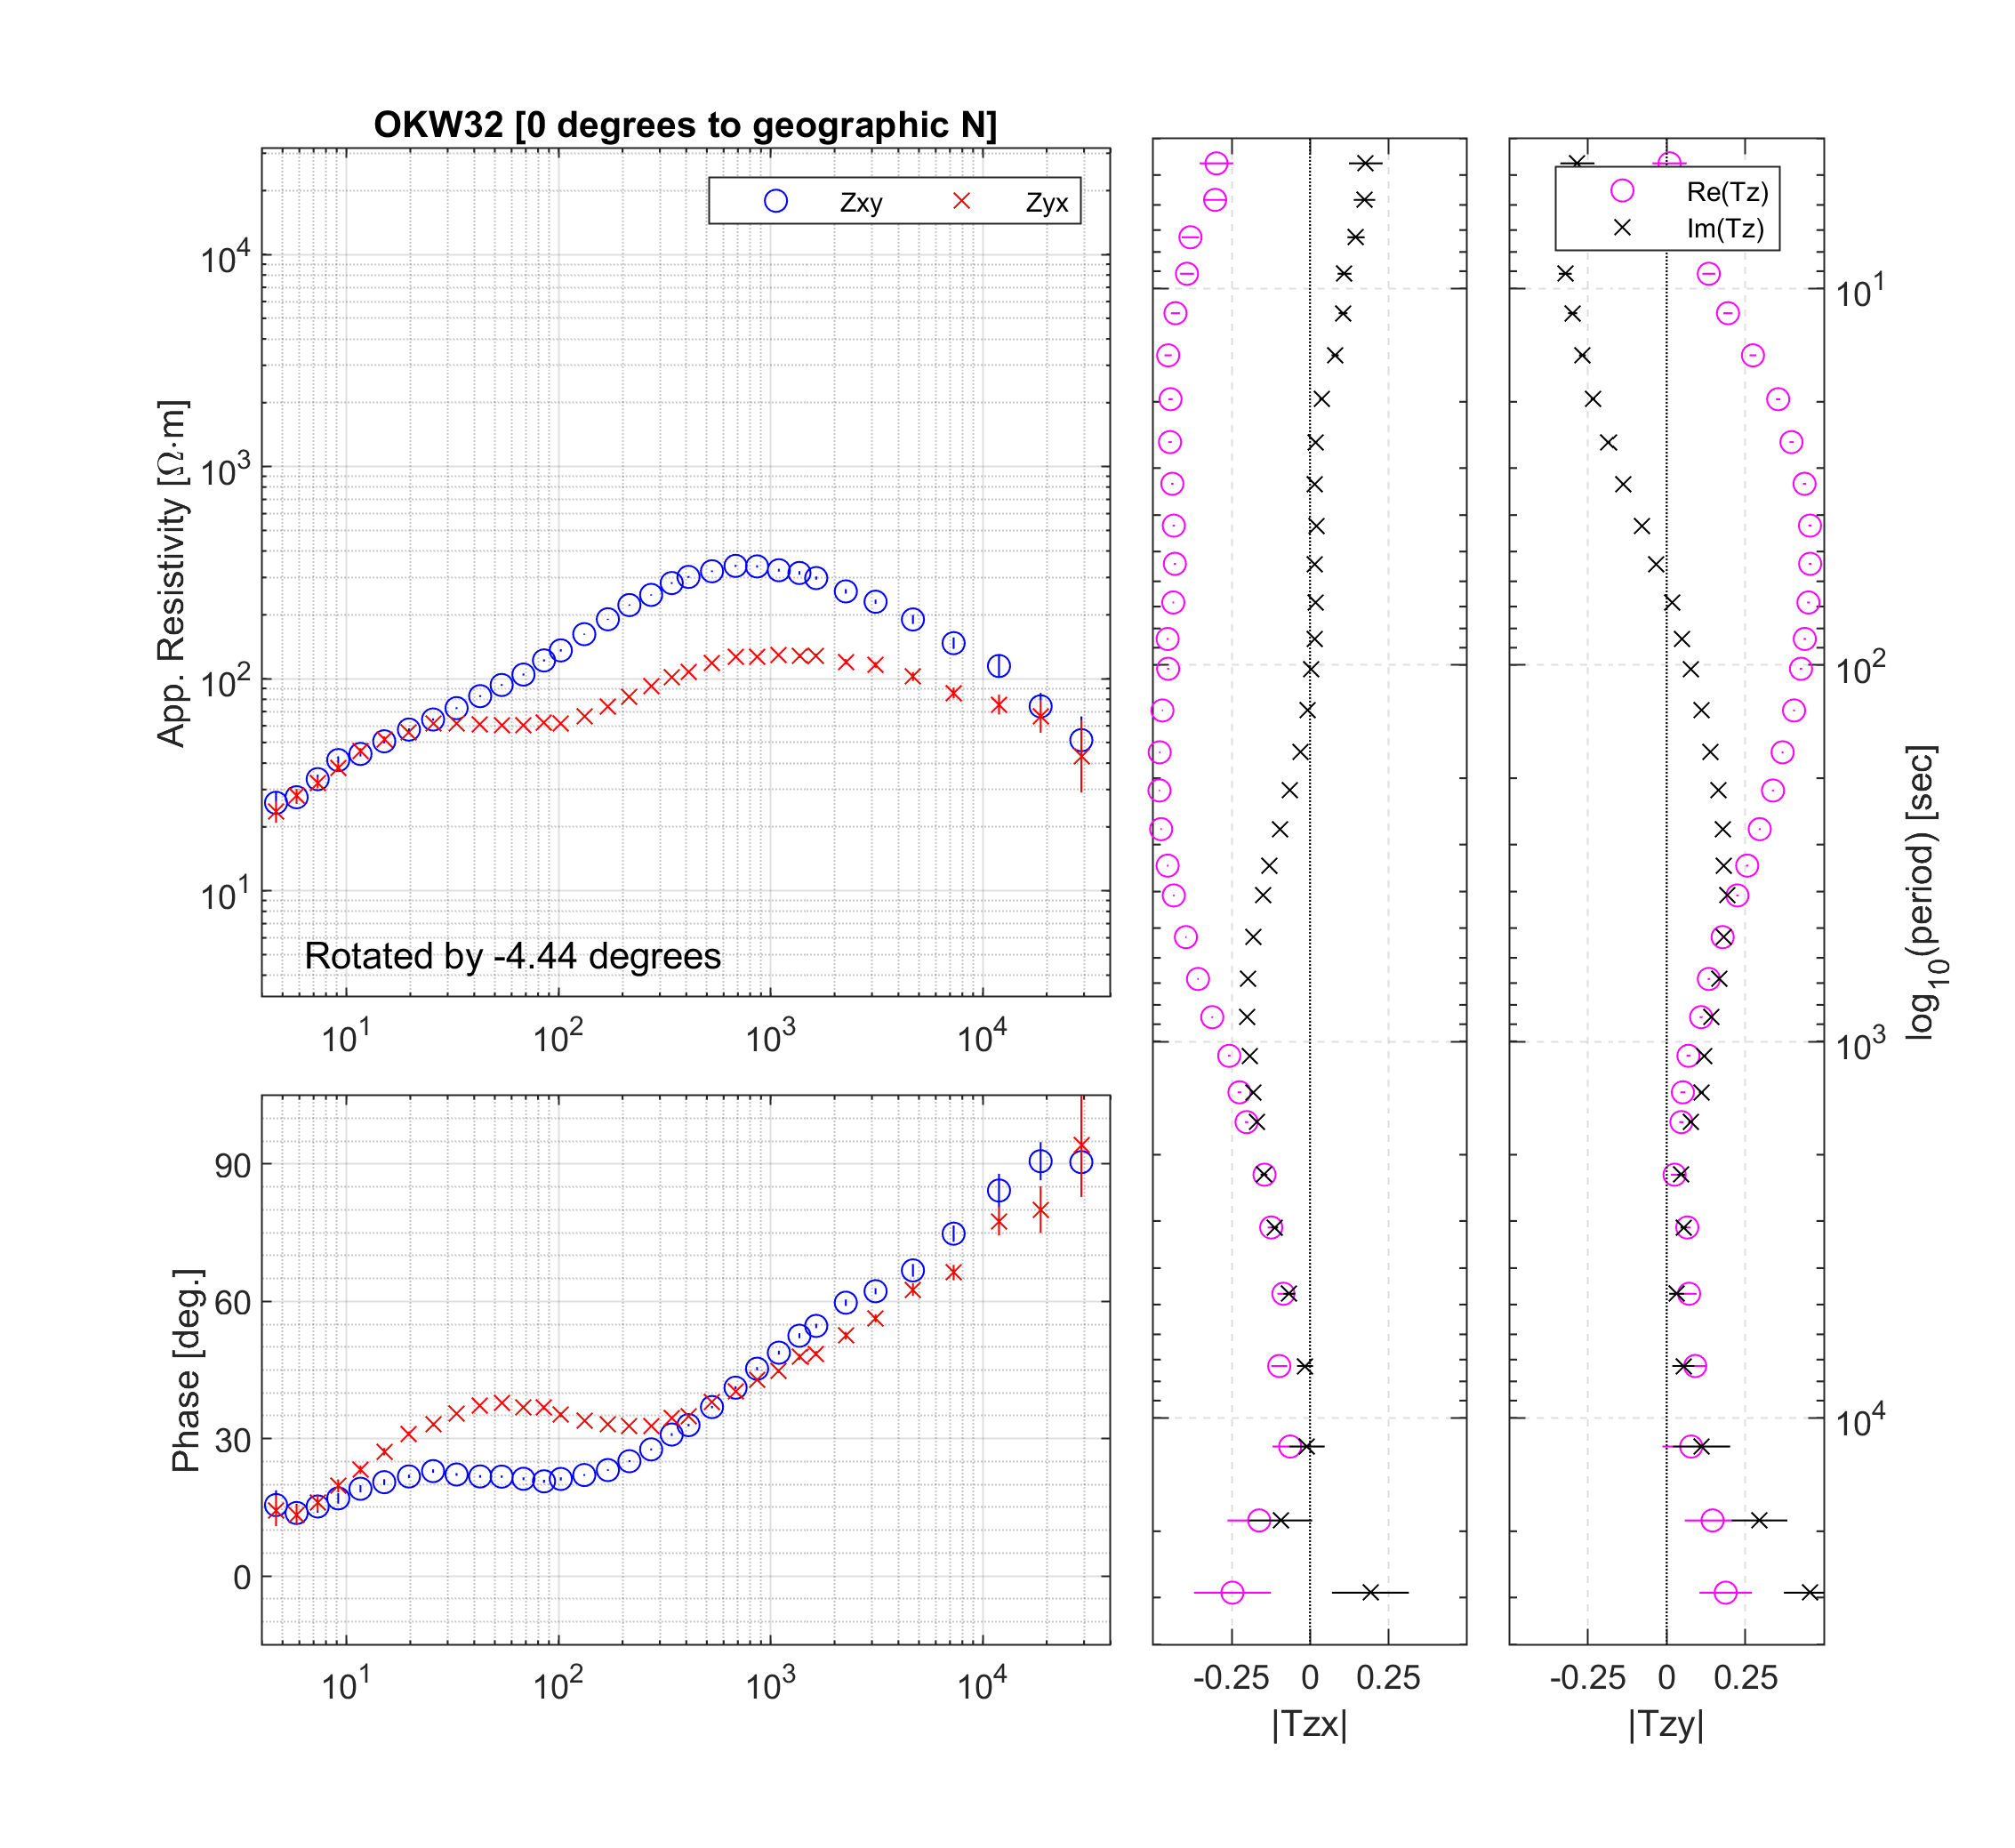 OKW32 [0 degrees to geographic N]
Zxy Zyx
App. Resistivity [Ω·m]
10^4
10^3
10^2
10^1
Rotated by -4.44 degrees
10^1 10^2 10^3 10^4
Phase [deg.]
90
60
30
0
10^1 10^2 10^3 10^4
-0.25 0 0.25
|Tzx|
Re(Tz)
Im(Tz)
-0.25 0 0.25
|Tzy|
10^1
10^2
10^3
10^4
log10(period) [sec]